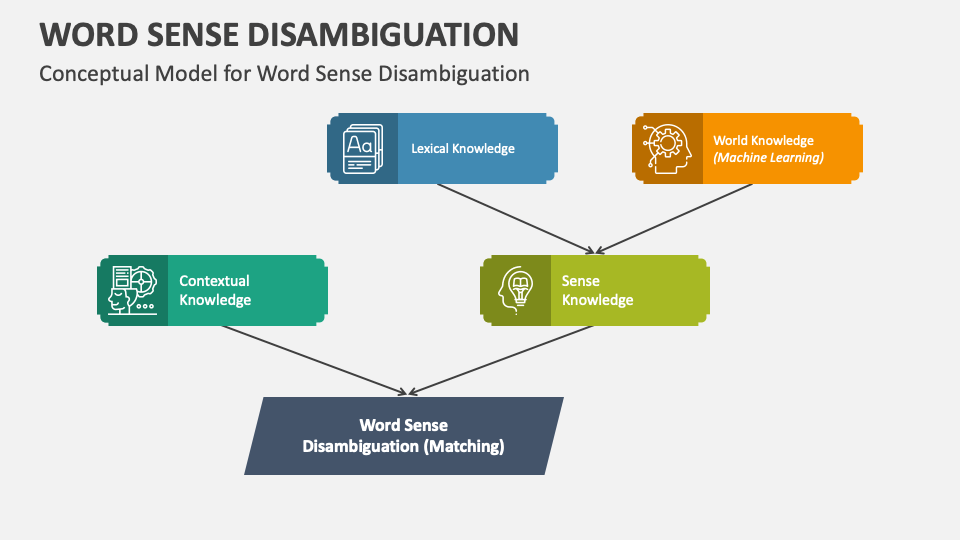 WORD SENSE DISAMBIGUATION
Conceptual Model for Word Sense Disambiguation
Aa
Lexical Knowledge
World Knowledge
(Machine Learning)
Contextual
Knowledge
Sense
Knowledge
Word Sense
Disambiguation (Matching)